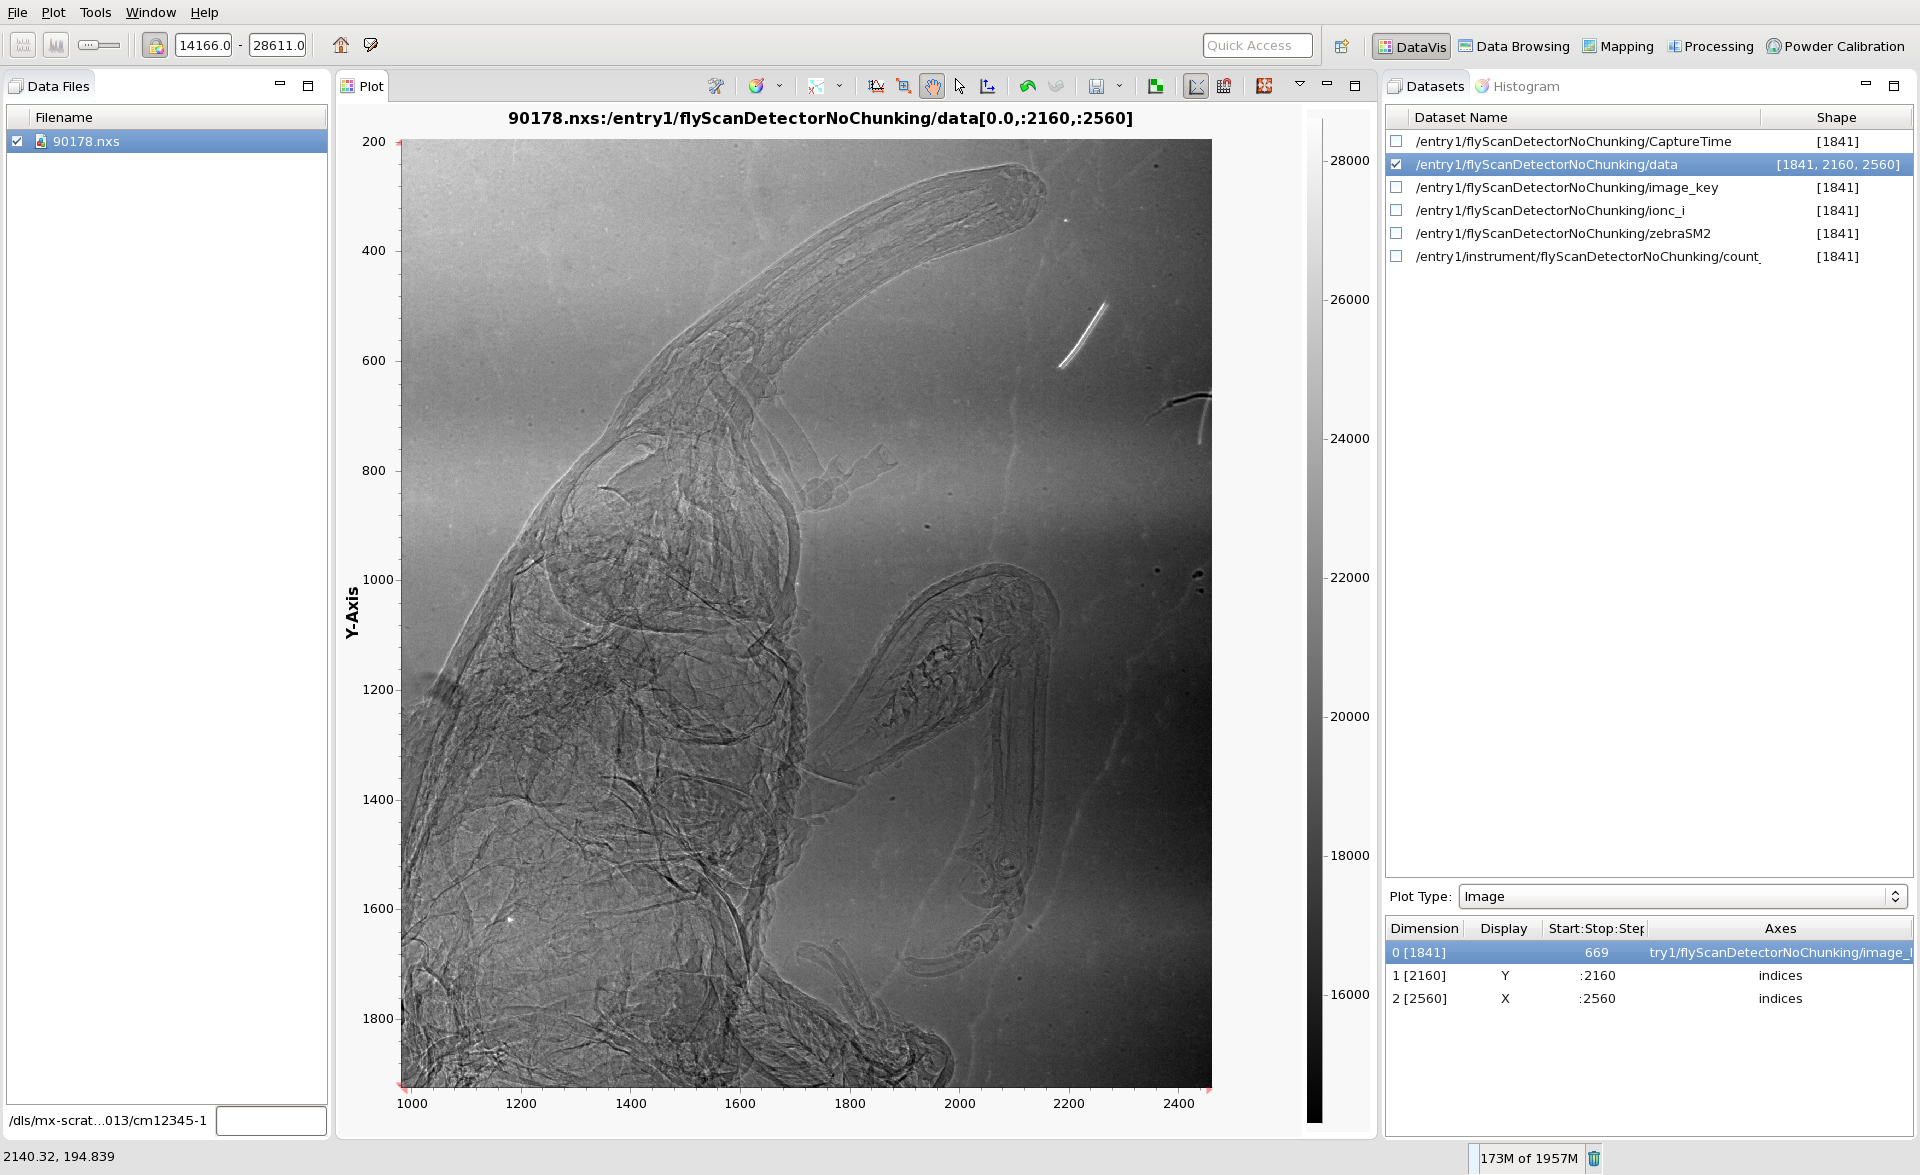 File Plot Tools Window Help
14166.0 - 28611.0 Quick Access DataVis Data Browsing Mapping Processing Powder Calibration
Data Files
Filename
90178.nxs
/dls/mx-scrat...013/cm12345-1
Plot
90178.nxs:/entry1/flyScanDetectorNoChunking/data[0.0,:2160,:2560]
Y-Axis
200
400
600
800
1000
1200
1400
1600
1800
1000 1200 1400 1600 1800 2000 2200 2400
28000
26000
24000
22000
20000
18000
16000
Datasets Histogram
Dataset Name Shape
/entry1/flyScanDetectorNoChunking/CaptureTime [1841]
/entry1/flyScanDetectorNoChunking/data [1841, 2160, 2560]
/entry1/flyScanDetectorNoChunking/image_key [1841]
/entry1/flyScanDetectorNoChunking/ionc_i [1841]
/entry1/flyScanDetectorNoChunking/zebraSM2 [1841]
/entry1/instrument/flyScanDetectorNoChunking/count_ [1841]
Plot Type: Image
Dimension Display Start:Stop:Step Axes
0 [1841] 669 try1/flyScanDetectorNoChunking/image_
1 [2160] Y :2160 indices
2 [2560] X :2560 indices
2140.32, 194.839
173M of 1957M